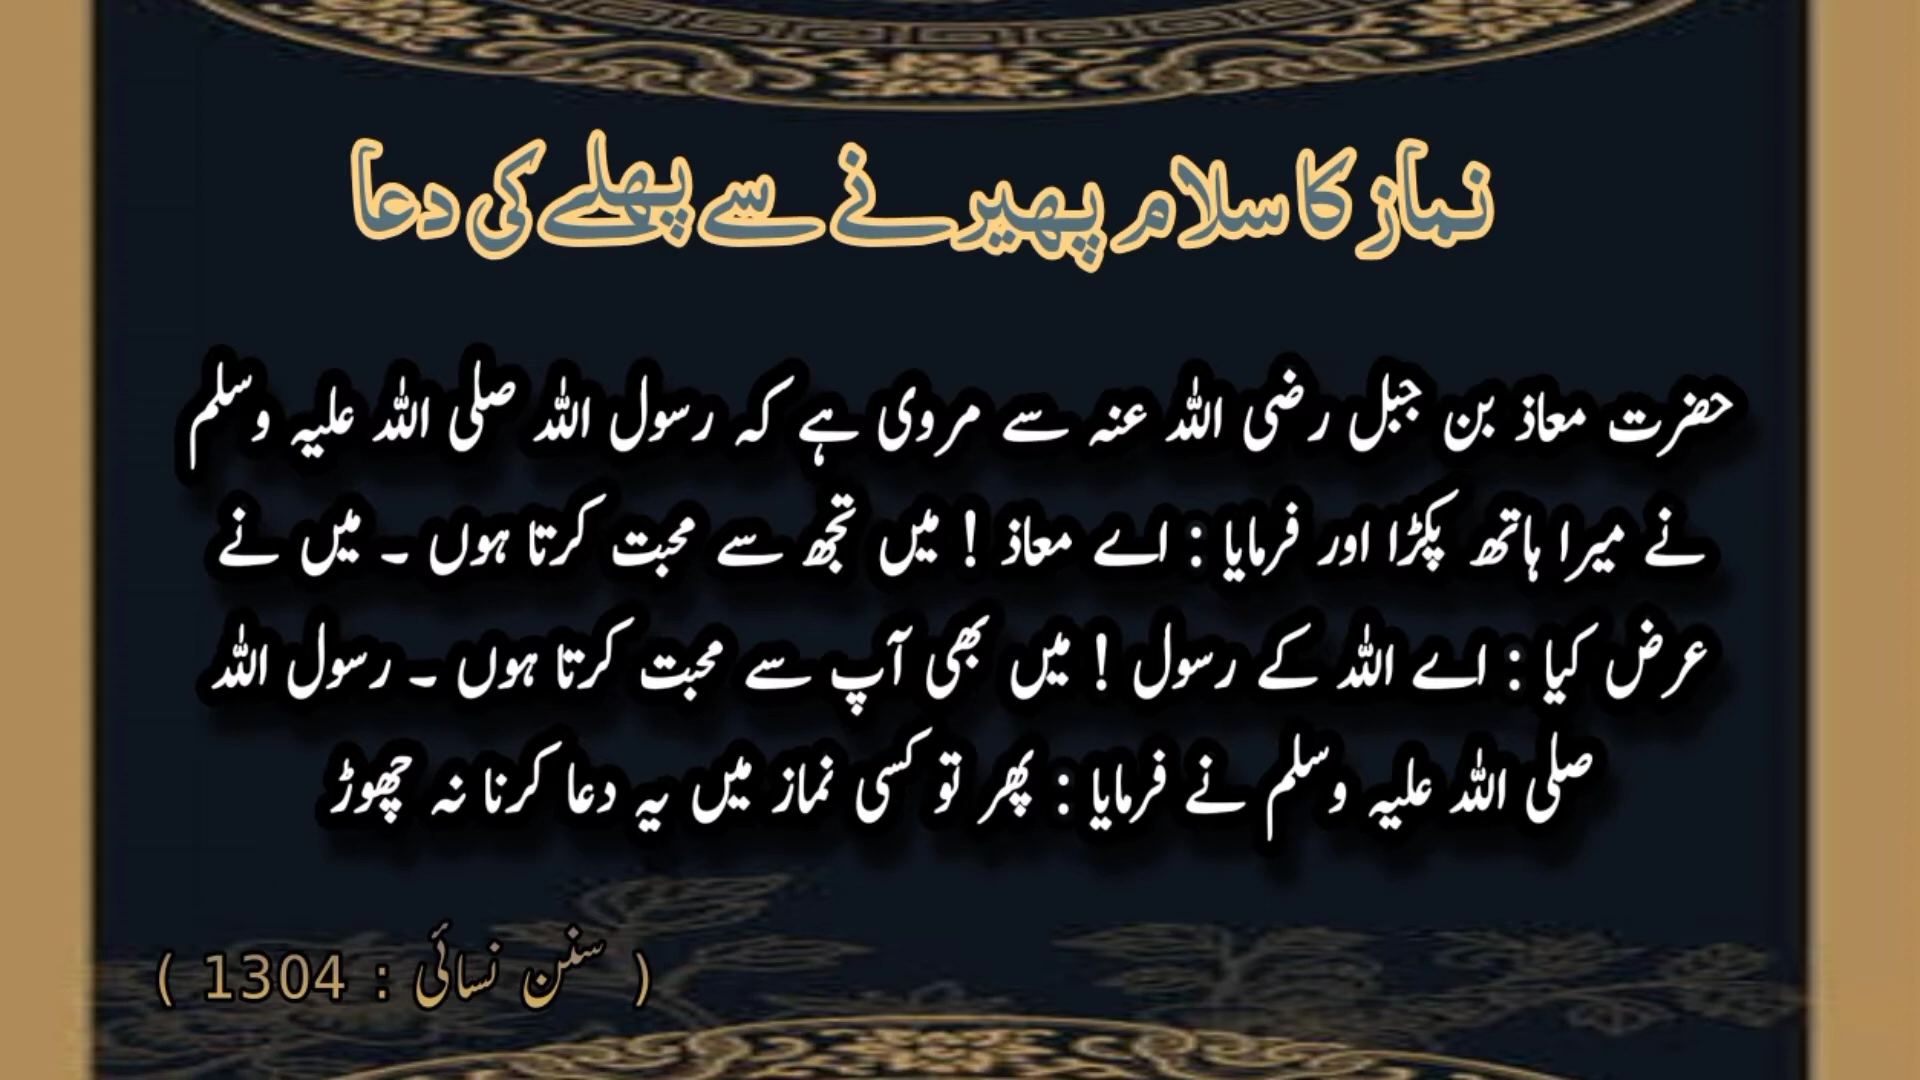 نماز کا سلام پھیرنے سے پہلے کی دعا
حضرت معاذ بن جبل رضی اللہ عنہ سے مروی ہے کہ رسول اللہ صلی اللہ علیہ وسلم
نے میرا ہاتھ پکڑا اور فرمایا : اے معاذ ! میں تجھ سے محبت کرتا ہوں ۔ میں نے
عرض کیا : اے اللہ کے رسول ! میں بھی آپ سے محبت کرتا ہوں ۔ رسول اللہ
صلی اللہ علیہ وسلم نے فرمایا : پھر تو کسی نماز میں یہ دعا کرنا نہ چھوڑ
( سنن نسائی : 1304 )